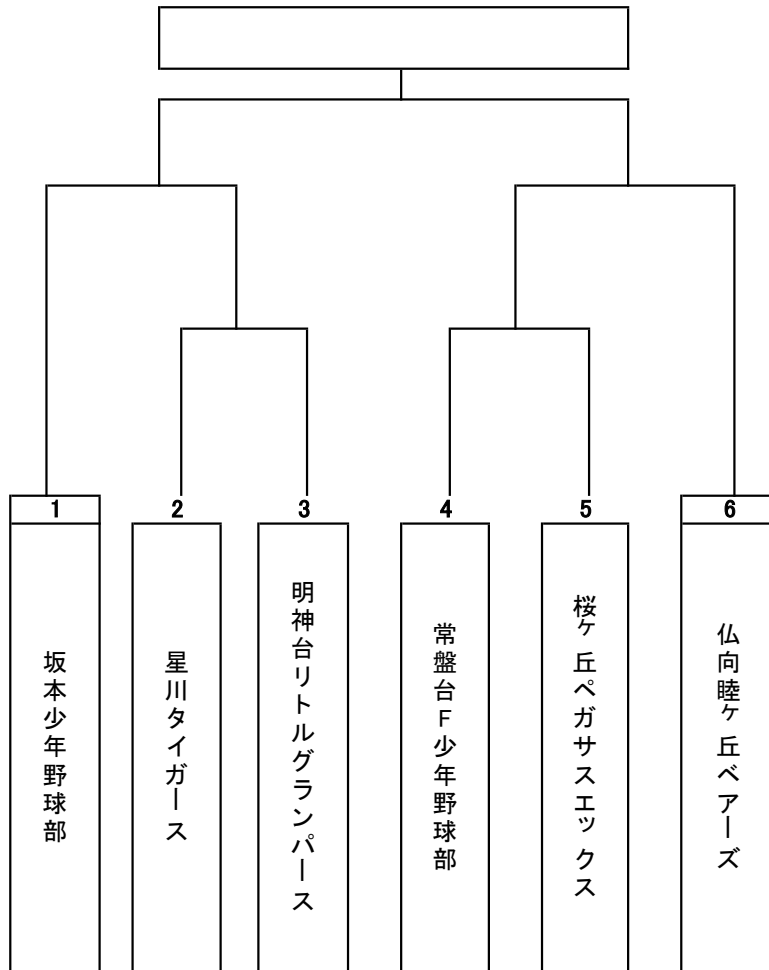 1
2
3
4
5
6
坂本少年野球部
星川タイガース
明神台リトルグランパース
常盤台F少年野球部
桜ヶ丘ペガサスエックス
仏向睦ヶ丘ベアーズ